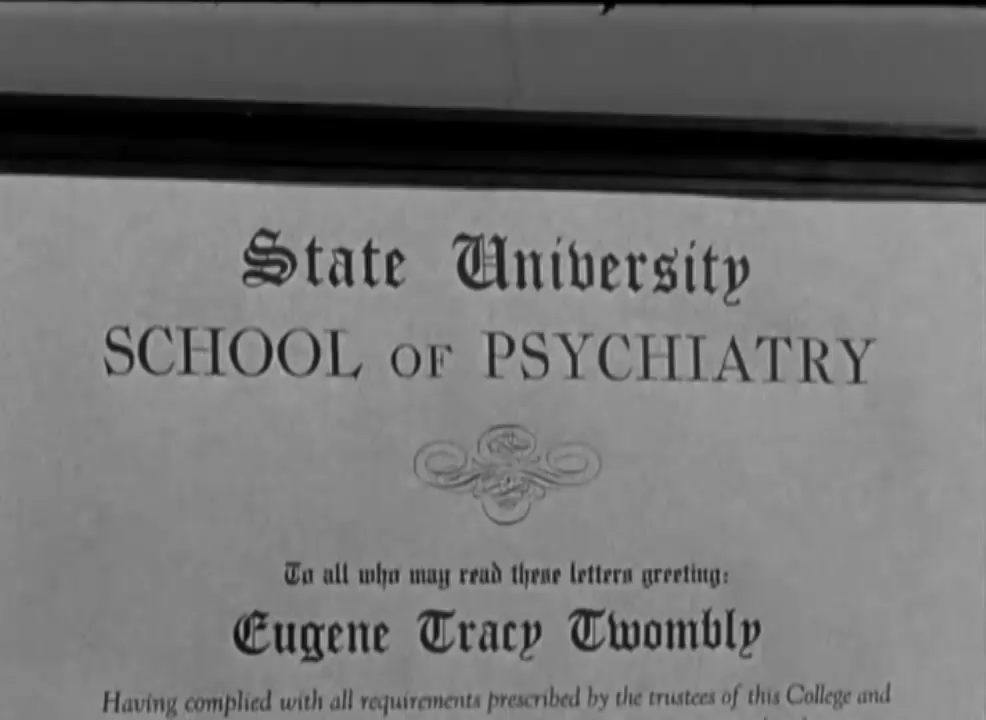 State University
SCHOOL OF PSYCHIATRY
To all who may read these letters greeting:
Eugene Tracy Twombly
Having complied with all requirements prescribed by the trustees of this College and